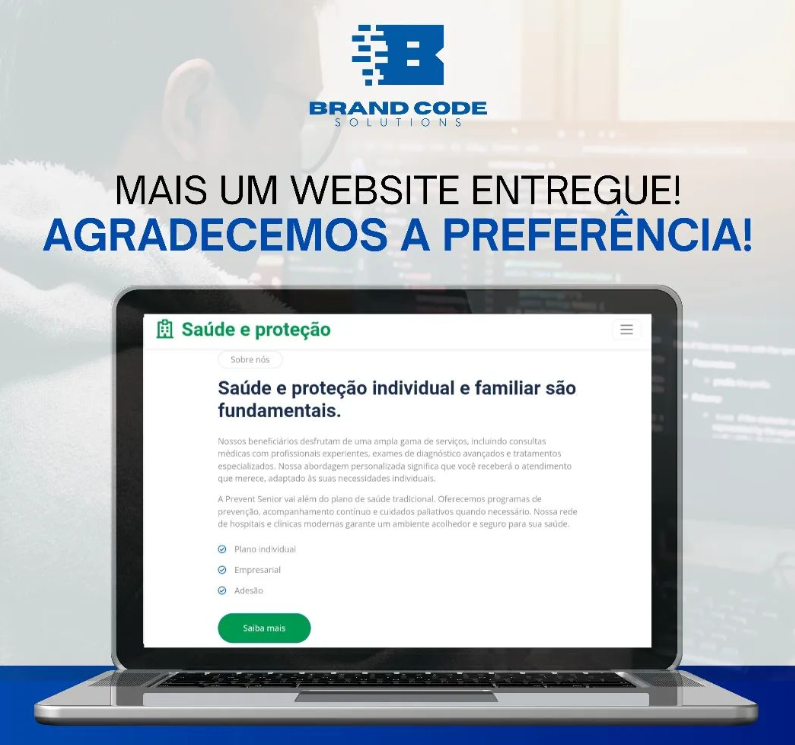 BRAND CODE
SOLUTIONS
MAIS UM WEBSITE ENTREGUE!
AGRADECEMOS A PREFERÊNCIA!
Saúde e proteção
Sobre nós
Saúde e proteção individual e familiar são
fundamentais.
Nossos beneficiários desfrutam de uma ampla gama de serviços, incluindo consultas
médicas com profissionais experientes, exames de diagnóstico avançados e tratamentos
especializados. Nossa abordagem personalizada significa que você receberá o atendimento
que merece, adaptado às suas necessidades individuais.
A Prevent Senior vai além do plano de saúde tradicional. Oferecemos programas de
prevenção, acompanhamento contínuo e cuidados paliativos quando necessário. Nossa rede
de hospitais e clínicas modernas garante um ambiente acolhedor e seguro para sua saúde.
Plano individual
Empresarial
Adesão
Saiba mais